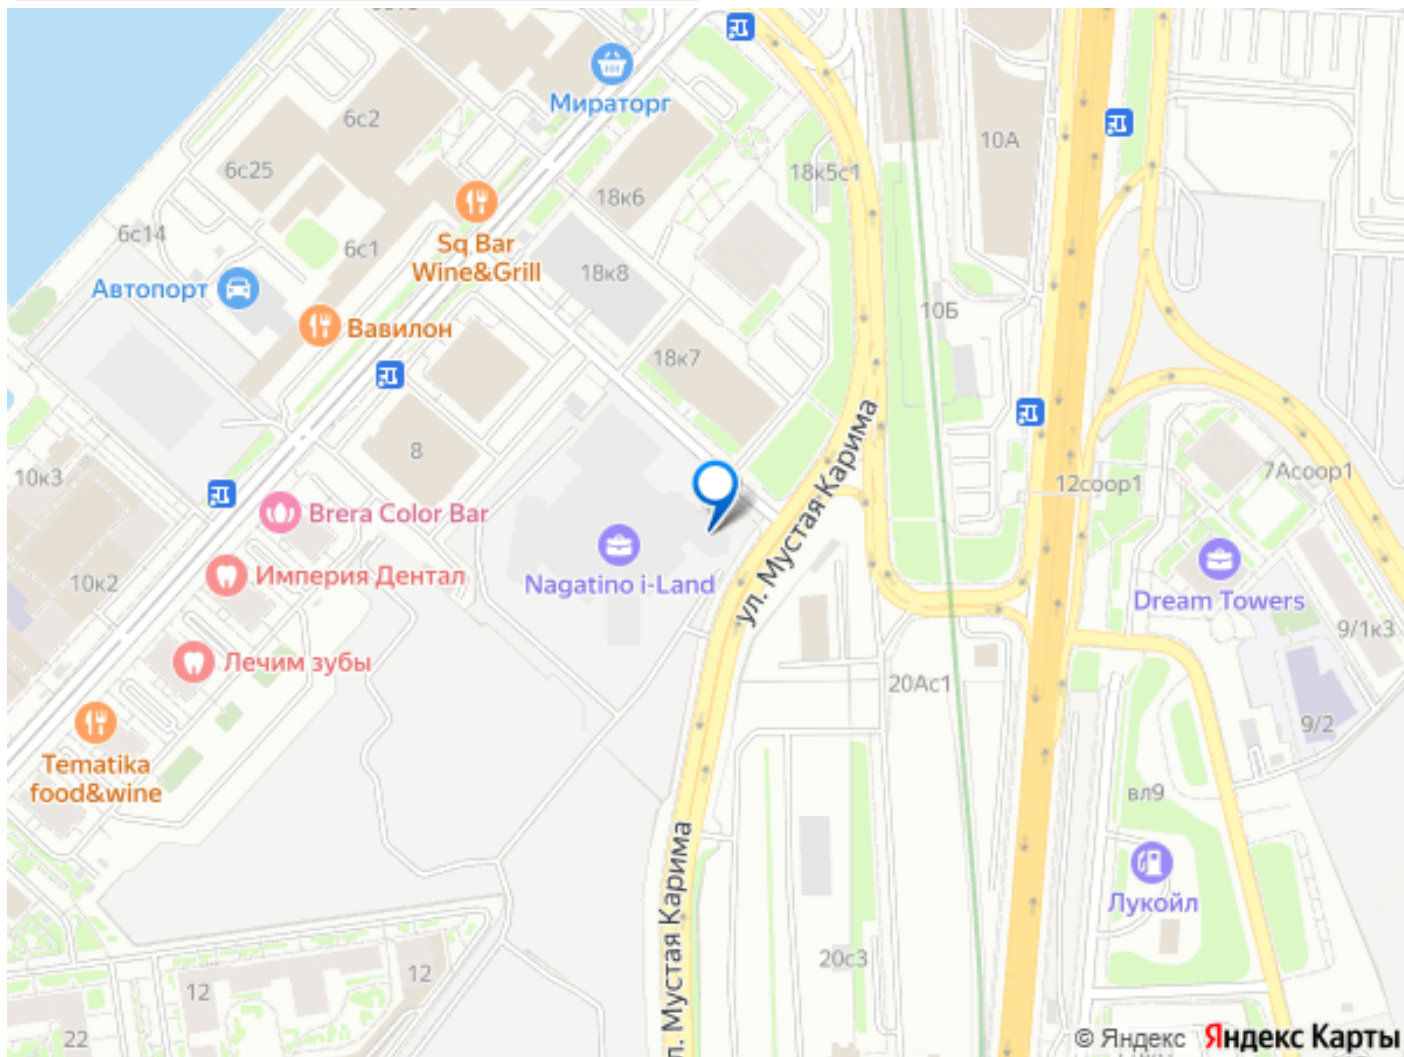 Мираторг
6с2
10А
6с25
18к5с1
18к6
6с14
6с1
Sq Bar
Wine&Grill
18к8
Автопорт
10Б
Вавилон
18к7
ул. Мустая Карима
8
10к3
7Асоор1
12соор1
Brera Color Bar
Империя Дентал
10к2
Nagatino i-Land
Dream Towers
9/1к3
Лечим зубы
20Ас1
9/2
Tematika
food&wine
вл9
л. Мустая Карима
Лукойл
20с3
12
12
22
© Яндекс Яндекс Карты